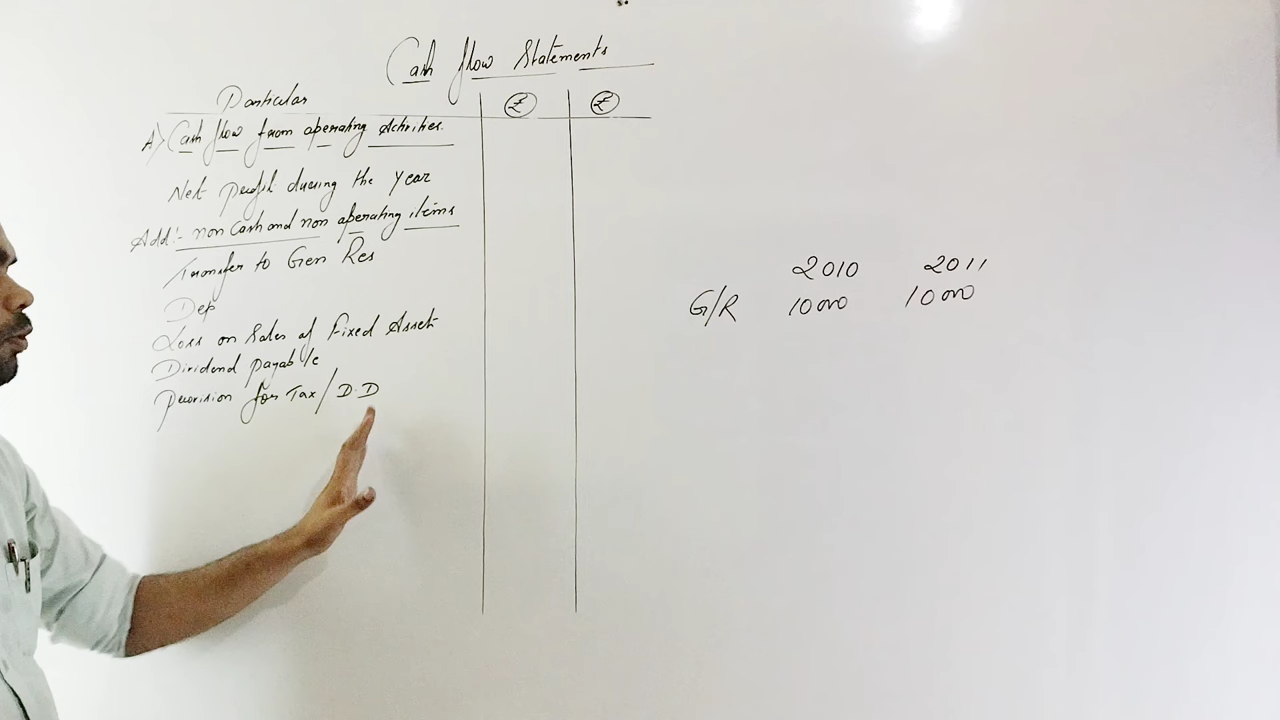 Cash flow Statements
Particular ₹ ₹
A) Cash flow from operating Activities.
Net profit during the year
Add:- non Cash and non operating items
Transfer to Gen Res
Dep
Loss on Sales of Fixed Asset
Dividend payable
provision for Tax/D.D
2010 2011
G/R 10000 10000